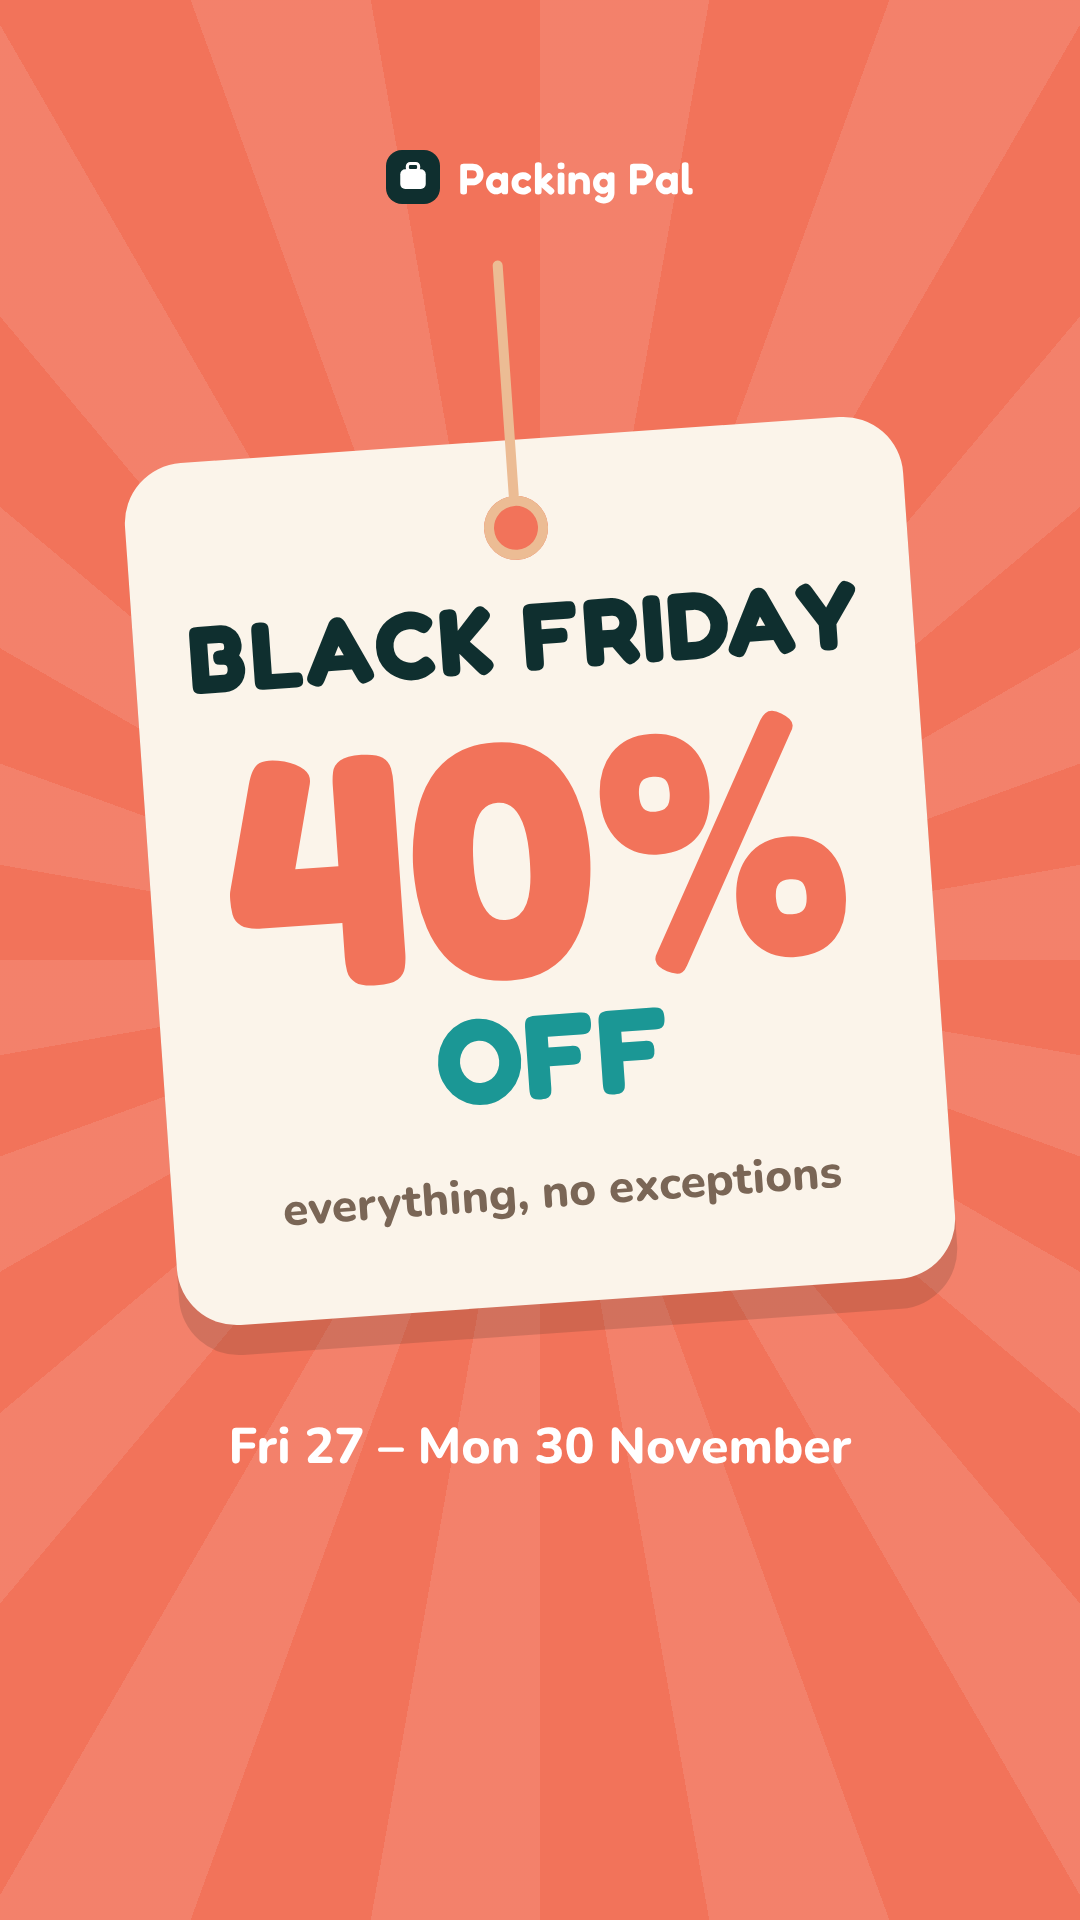 Packing Pal
BLACK FRIDAY
40%
OFF
everything, no exceptions
Fri 27 – Mon 30 November